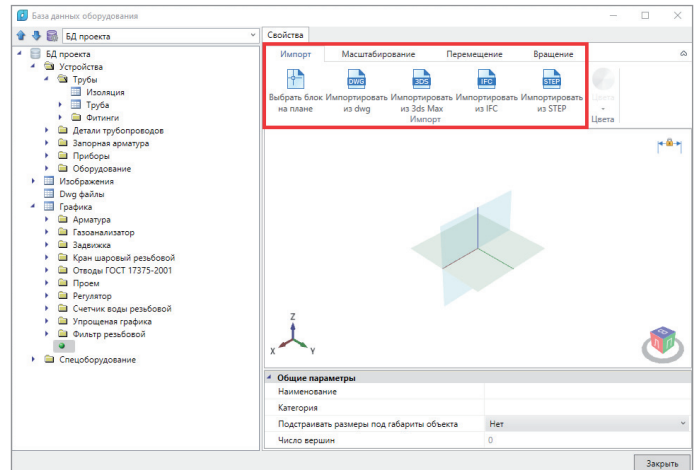 База данных оборудования
БД проекта
Свойства
БД проекта
Устройства
Трубы
Изоляция
Труба
Фитинги
Детали трубопроводов
Запорная арматура
Приборы
Оборудование
Изображения
Dwg файлы
Графика
Арматура
Газоанализатор
Задвижка
Кран шаровый резьбовой
Отводы ГОСТ 17375-2001
Проем
Регулятор
Счетчик воды резьбовой
Упрощеная графика
Фильтр резьбовой
Спецоборудование
Импорт Масштабирование Перемещение Вращение
DWG 3DS IFC STEP
Выбрать блок Импортировать Импортировать Импортировать Импортировать Цвета
на плане из dwg из 3ds Max из IFC из STEP
Импорт Цвета
Z
X Y
Общие параметры
Наименование
Категория
Подстраивать размеры под габариты объекта Нет
Число вершин 0
Закрыть